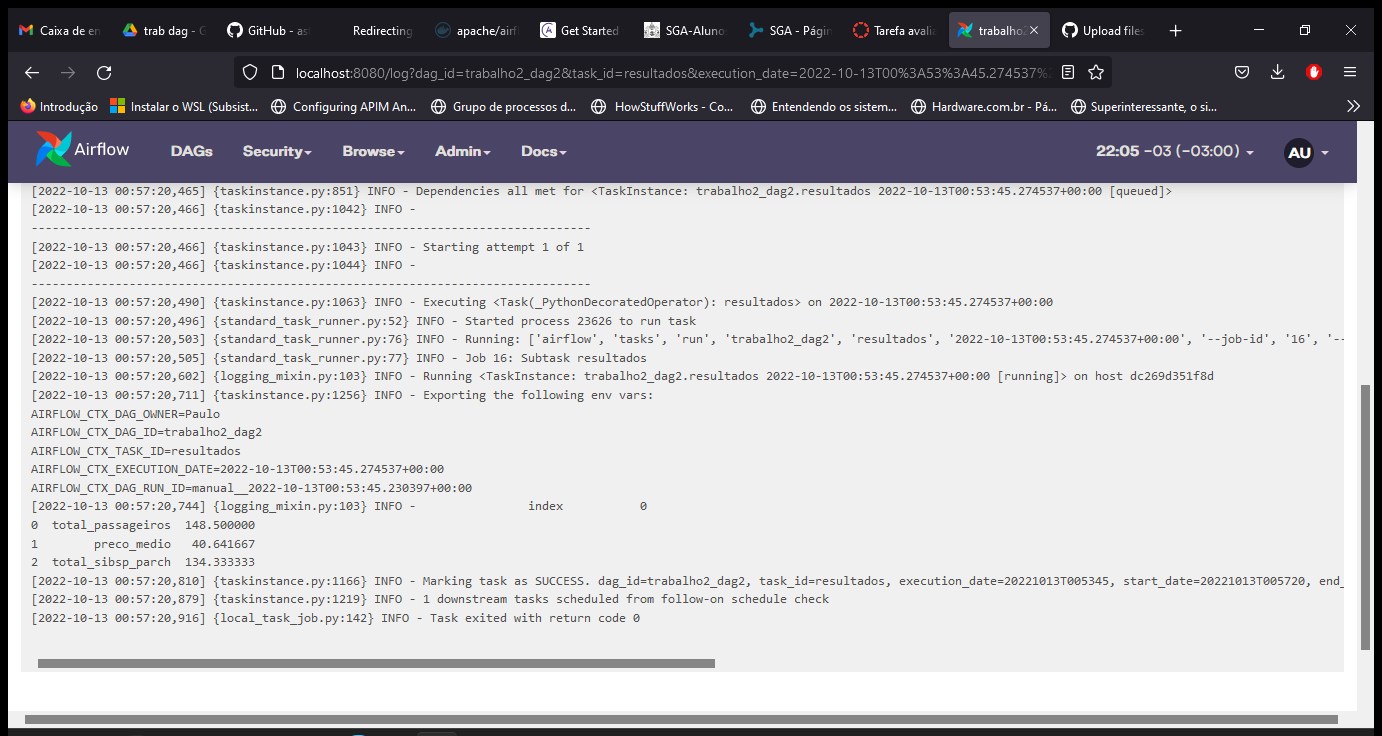 Caixa de en
trab dag - G
GitHub - as
Redirecting
apache/airf
Get Started
SGA-Aluno
SGA - Págin
Tarefa avalia
trabalho2
Upload files
localhost:8080/log?dag_id=trabalho2_dag2&task_id=resultados&execution_date=2022-10-13T00%3A53%3A45.274537%2
Introdução
Instalar o WSL (Subsist...
Configuring APIM An...
Grupo de processos d...
HowStuffWorks - Co...
Entendendo os sistem...
Hardware.com.br - Pá...
Superinteressante, o si...
Airflow
DAGs
Security
Browse
Admin
Docs
22:05 -03 (-03:00)
AU
[2022-10-13 00:57:20,465] {taskinstance.py:851} INFO - Dependencies all met for <TaskInstance: trabalho2_dag2.resultados 2022-10-13T00:53:45.274537+00:00 [queued]>
[2022-10-13 00:57:20,466] {taskinstance.py:1042} INFO -
--------------------------------------------------------------------------------
[2022-10-13 00:57:20,466] {taskinstance.py:1043} INFO - Starting attempt 1 of 1
[2022-10-13 00:57:20,466] {taskinstance.py:1044} INFO -
--------------------------------------------------------------------------------
[2022-10-13 00:57:20,490] {taskinstance.py:1063} INFO - Executing <Task(_PythonDecoratedOperator): resultados> on 2022-10-13T00:53:45.274537+00:00
[2022-10-13 00:57:20,496] {standard_task_runner.py:52} INFO - Started process 23626 to run task
[2022-10-13 00:57:20,503] {standard_task_runner.py:76} INFO - Running: ['airflow', 'tasks', 'run', 'trabalho2_dag2', 'resultados', '2022-10-13T00:53:45.274537+00:00', '--job-id', '16', '--
[2022-10-13 00:57:20,505] {standard_task_runner.py:77} INFO - Job 16: Subtask resultados
[2022-10-13 00:57:20,602] {logging_mixin.py:103} INFO - Running <TaskInstance: trabalho2_dag2.resultados 2022-10-13T00:53:45.274537+00:00 [running]> on host dc269d351f8d
[2022-10-13 00:57:20,711] {taskinstance.py:1256} INFO - Exporting the following env vars:
AIRFLOW_CTX_DAG_OWNER=Paulo
AIRFLOW_CTX_DAG_ID=trabalho2_dag2
AIRFLOW_CTX_TASK_ID=resultados
AIRFLOW_CTX_EXECUTION_DATE=2022-10-13T00:53:45.274537+00:00
AIRFLOW_CTX_DAG_RUN_ID=manual__2022-10-13T00:53:45.230397+00:00
[2022-10-13 00:57:20,744] {logging_mixin.py:103} INFO -                index           0
0  total_passageiros  148.500000
1        preco_medio   40.641667
2  total_sibsp_parch  134.333333
[2022-10-13 00:57:20,810] {taskinstance.py:1166} INFO - Marking task as SUCCESS. dag_id=trabalho2_dag2, task_id=resultados, execution_date=20221013T005345, start_date=20221013T005720, end_
[2022-10-13 00:57:20,879] {taskinstance.py:1219} INFO - 1 downstream tasks scheduled from follow-on schedule check
[2022-10-13 00:57:20,916] {local_task_job.py:142} INFO - Task exited with return code 0